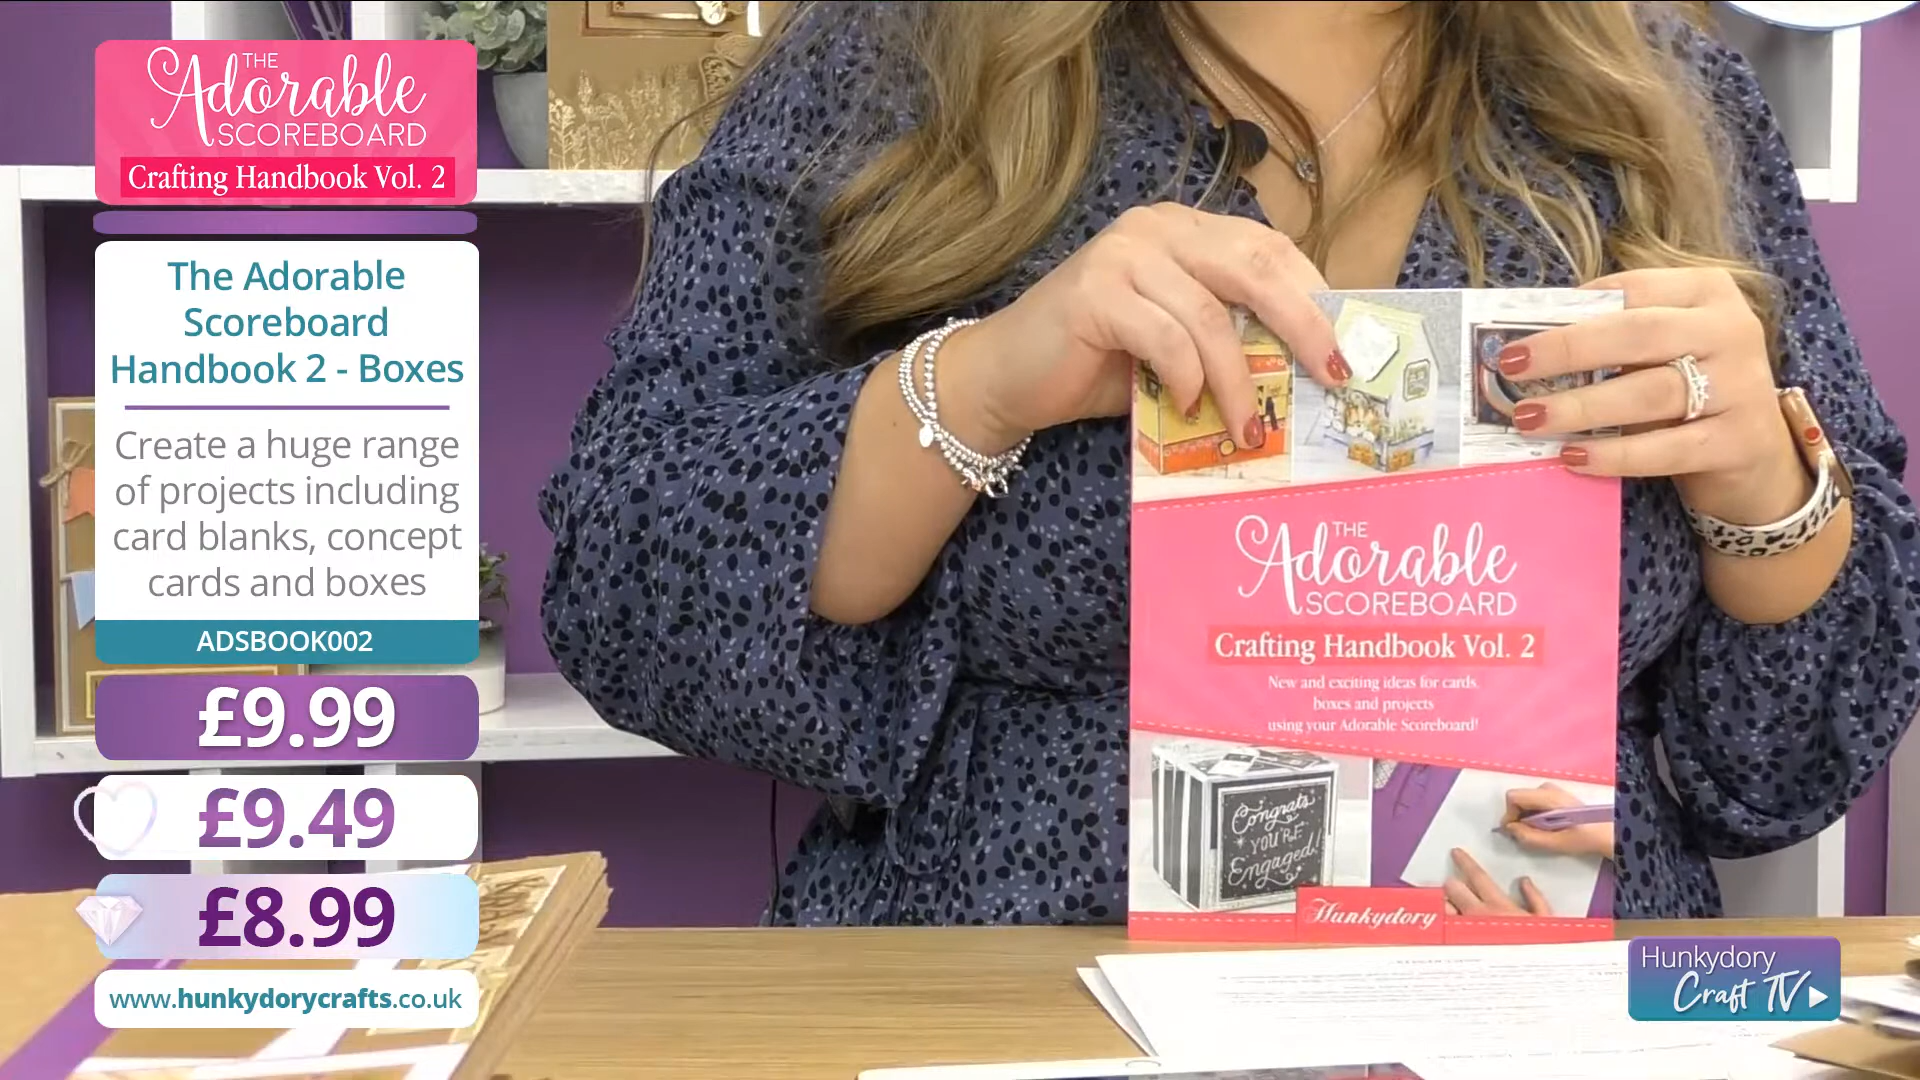 THE
Adorable
SCOREBOARD
Crafting Handbook Vol. 2
The Adorable
Scoreboard
Handbook 2 - Boxes
Create a huge range
of projects including
card blanks, concept
cards and boxes
ADSBOOK002
£9.99
£9.49
£8.99
www.hunkydorycrafts.co.uk
THE
Adorable
SCOREBOARD
Crafting Handbook Vol. 2
New and exciting ideas for cards
boxes and projects
using your Adorable Scoreboard!
Congrats
YOU'RE
Engaged!
Hunkydory
Hunkydory
Craft TV